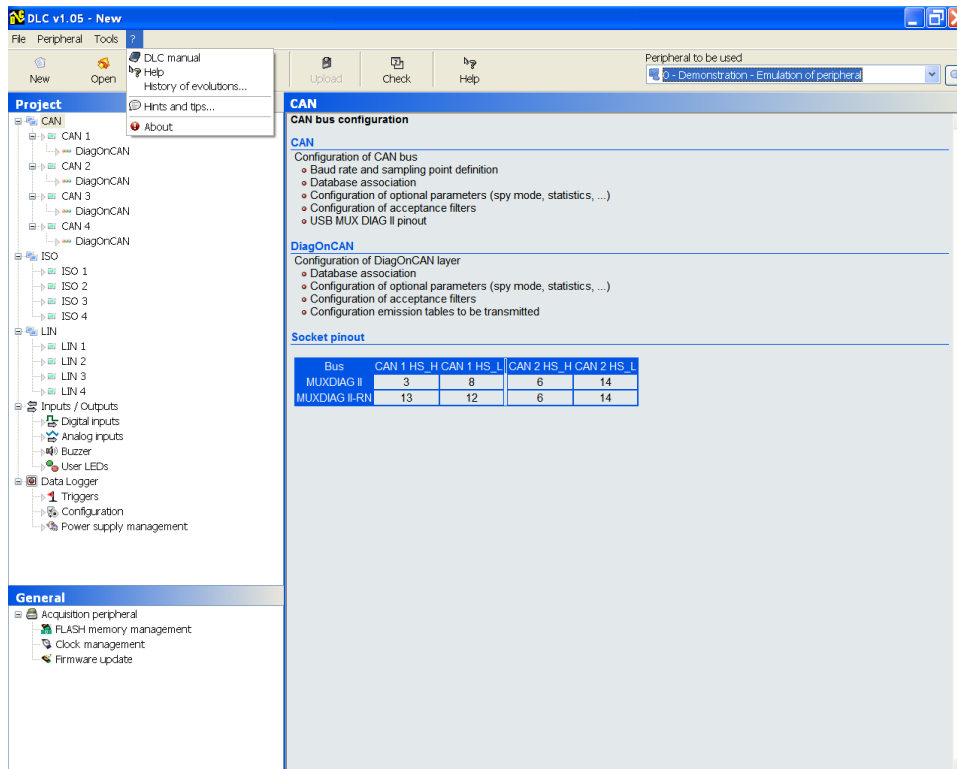 DLC v1.05 - New
File Peripheral Tools ?
New Open Upload Check Help
Peripheral to be used
0 - Demonstration - Emulation of peripheral
DLC manual
Help
History of evolutions...
Hints and tips...
About
Project
CAN
CAN 1
DiagOnCAN
CAN 2
DiagOnCAN
CAN 3
DiagOnCAN
CAN 4
DiagOnCAN
ISO
ISO 1
ISO 2
ISO 3
ISO 4
LIN
LIN 1
LIN 2
LIN 3
LIN 4
Inputs / Outputs
Digital inputs
Analog inputs
Buzzer
User LEDs
Data Logger
Triggers
Configuration
Power supply management
General
Acquisition peripheral
FLASH memory management
Clock management
Firmware update
CAN
CAN bus configuration
CAN
Configuration of CAN bus
Baud rate and sampling point definition
Database association
Configuration of optional parameters (spy mode, statistics, ...)
Configuration of acceptance filters
USB MUX DIAG II pinout
DiagOnCAN
Configuration of DiagOnCAN layer
Database association
Configuration of optional parameters (spy mode, statistics, ...)
Configuration of acceptance filters
Configuration emission tables to be transmitted
Socket pinout
Bus CAN 1 HS_H CAN 1 HS_L CAN 2 HS_H CAN 2 HS_L
MUXDIAG II 3 8 6 14
MUXDIAG II-RN 13 12 6 14